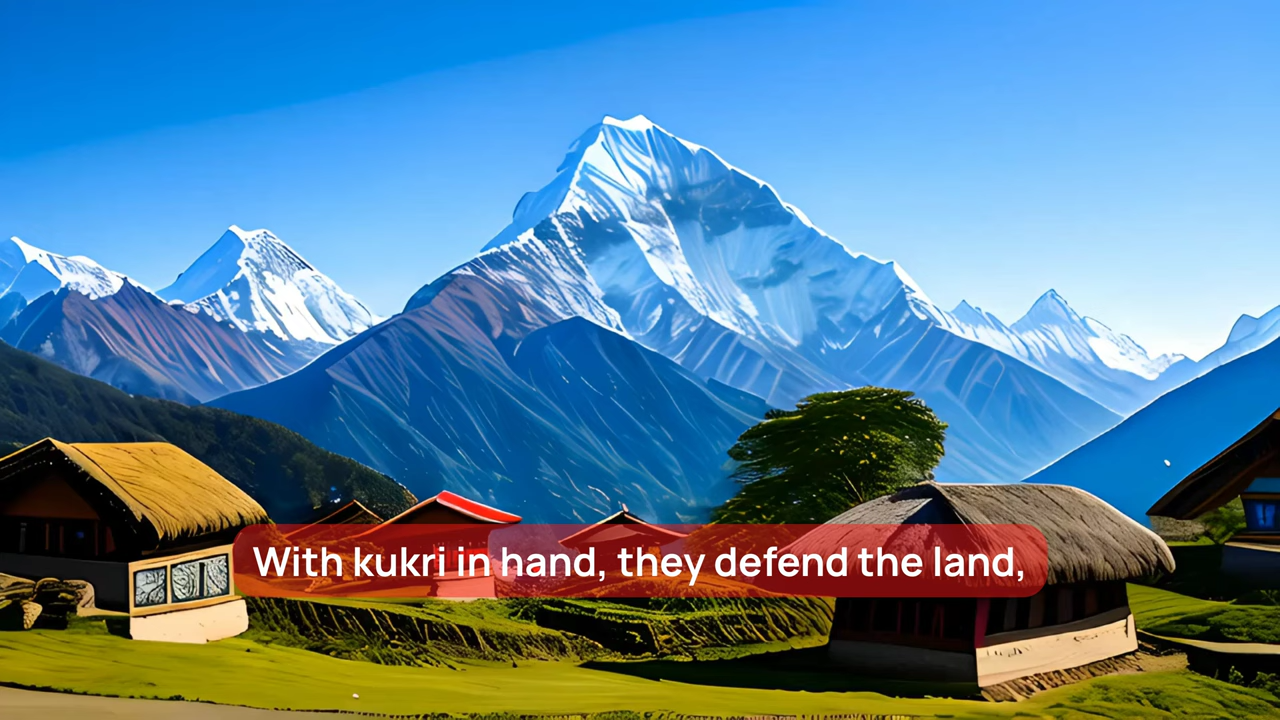 With kukri in hand, they defend the land,